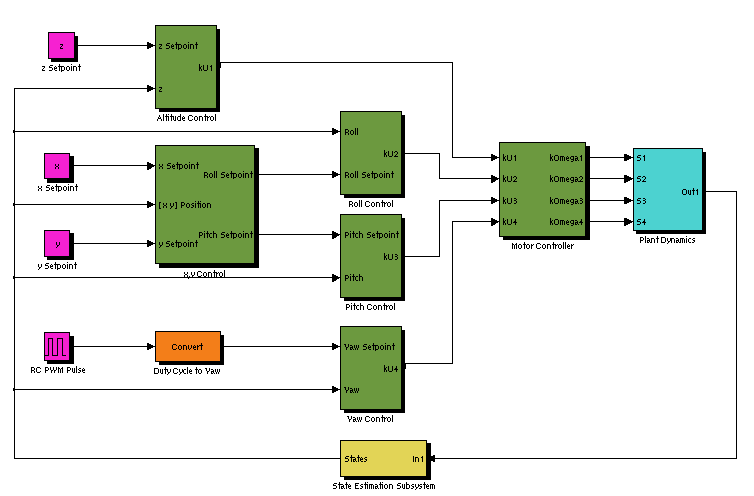 z
z Setpoint
z Setpoint
kU1
z
Altitude Control
Roll
kU2
Roll Setpoint
Roll Control
x
x Setpoint
x Setpoint
Roll Setpoint
[x y] Position
Pitch Setpoint
y Setpoint
x,y Control
y
y Setpoint
Pitch Setpoint
kU3
Pitch
Pitch Control
kU1
kOmega1
kU2
kOmega2
kU3
kOmega3
kU4
kOmega4
Motor Controller
S1
S2
Out1
S3
S4
Plant Dynamics
RC PWM Pulse
Convert
Duty Cycle to Yaw
Yaw Setpoint
kU4
Yaw
Yaw Control
States
In1
State Estimation Subsystem